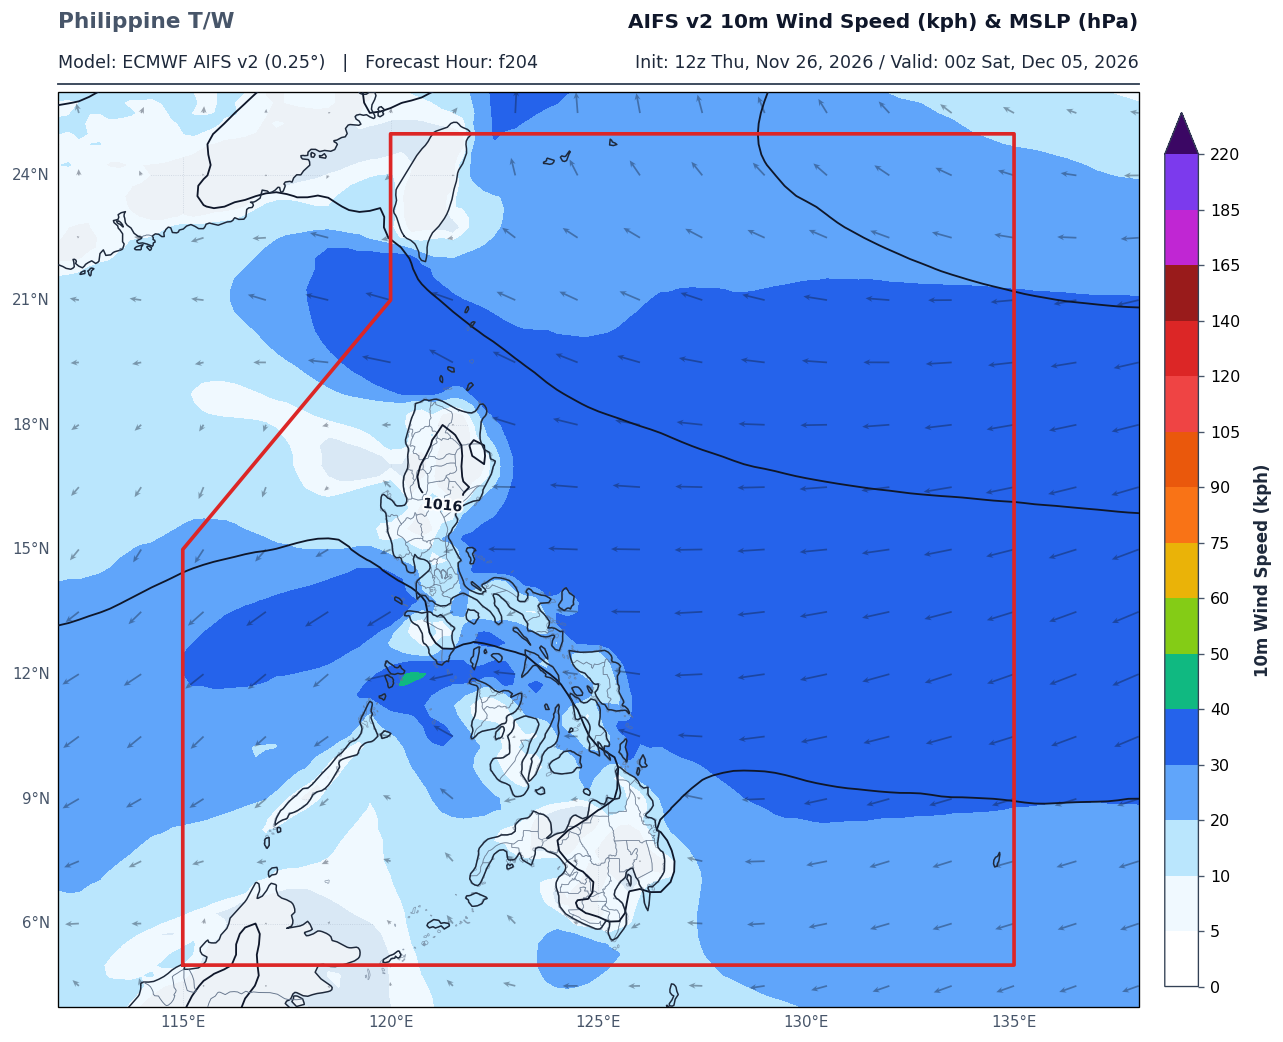 Philippine T/W
AIFS v2 10m Wind Speed (kph) & MSLP (hPa)
Model: ECMWF AIFS v2 (0.25°)   |   Forecast Hour: f204
Init: 12z Thu, Nov 26, 2026 / Valid: 00z Sat, Dec 05, 2026
24°N
21°N
18°N
15°N
12°N
9°N
6°N
1016
115°E
120°E
125°E
130°E
135°E
220
185
165
140
120
105
90
75
60
50
40
30
20
10
5
0
10m Wind Speed (kph)